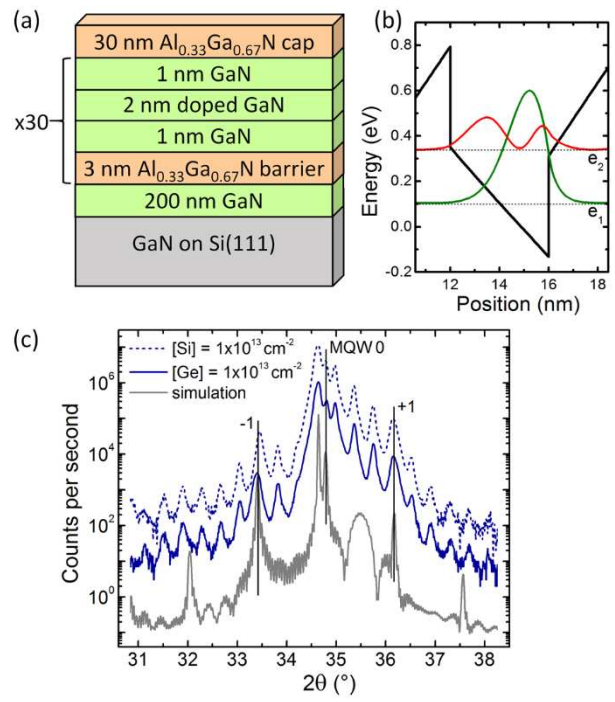 (a)
30 nm Al0.33Ga0.67N cap
1 nm GaN
2 nm doped GaN
x30
1 nm GaN
3 nm Al0.33Ga0.67N barrier
200 nm GaN
GaN on Si(111)
(b)
Energy (eV)
0.8
0.6
0.4
0.2
0.0
-0.2
e2
e1
12 14 16 18
Position (nm)
(c)
[Si] = 1x10^13 cm^-2
[Ge] = 1x10^13 cm^-2
simulation
MQW 0
-1
+1
Counts per second
10^6
10^4
10^2
10^0
31 32 33 34 35 36 37 38
2θ (°)